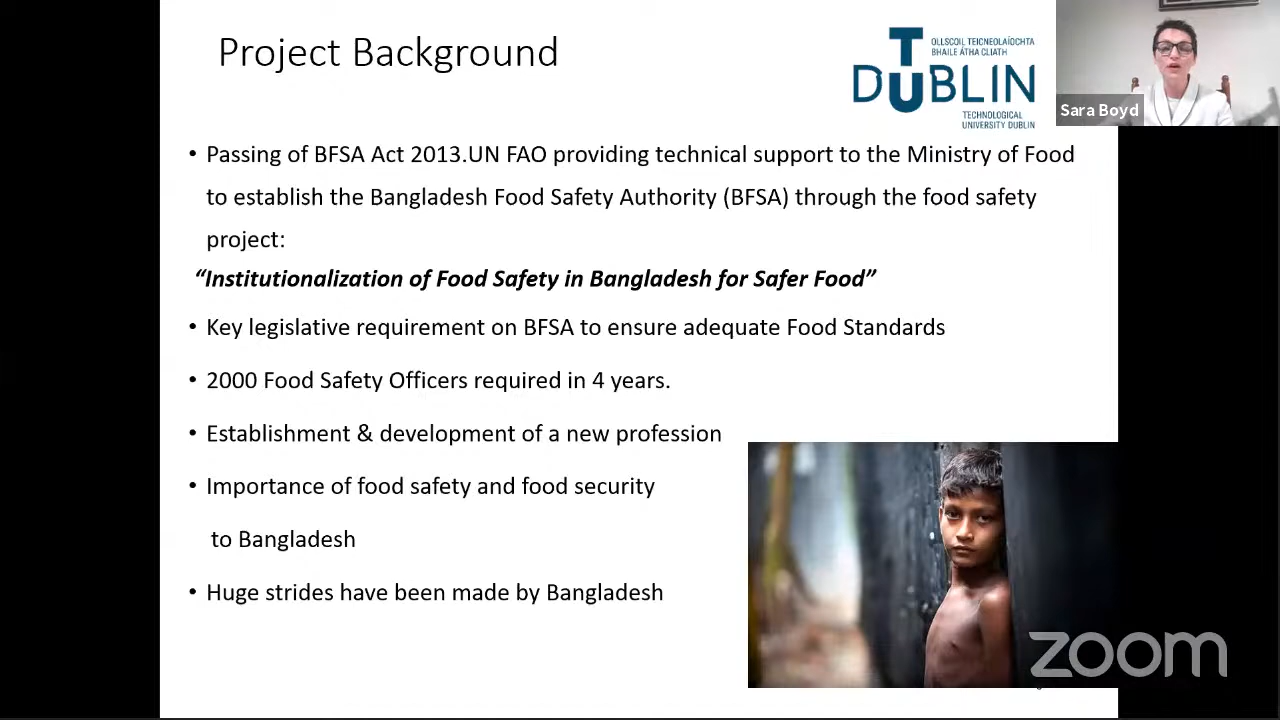 Project Background
OLLSCOIL TEICNEOLAÍOCHTA
BHAILE ÁTHA CLIATH
TU DUBLIN
TECHNOLOGICAL
UNIVERSITY DUBLIN
Sara Boyd
• Passing of BFSA Act 2013.UN FAO providing technical support to the Ministry of Food
to establish the Bangladesh Food Safety Authority (BFSA) through the food safety
project:
“Institutionalization of Food Safety in Bangladesh for Safer Food”
• Key legislative requirement on BFSA to ensure adequate Food Standards
• 2000 Food Safety Officers required in 4 years.
• Establishment & development of a new profession
• Importance of food safety and food security
to Bangladesh
• Huge strides have been made by Bangladesh
zoom